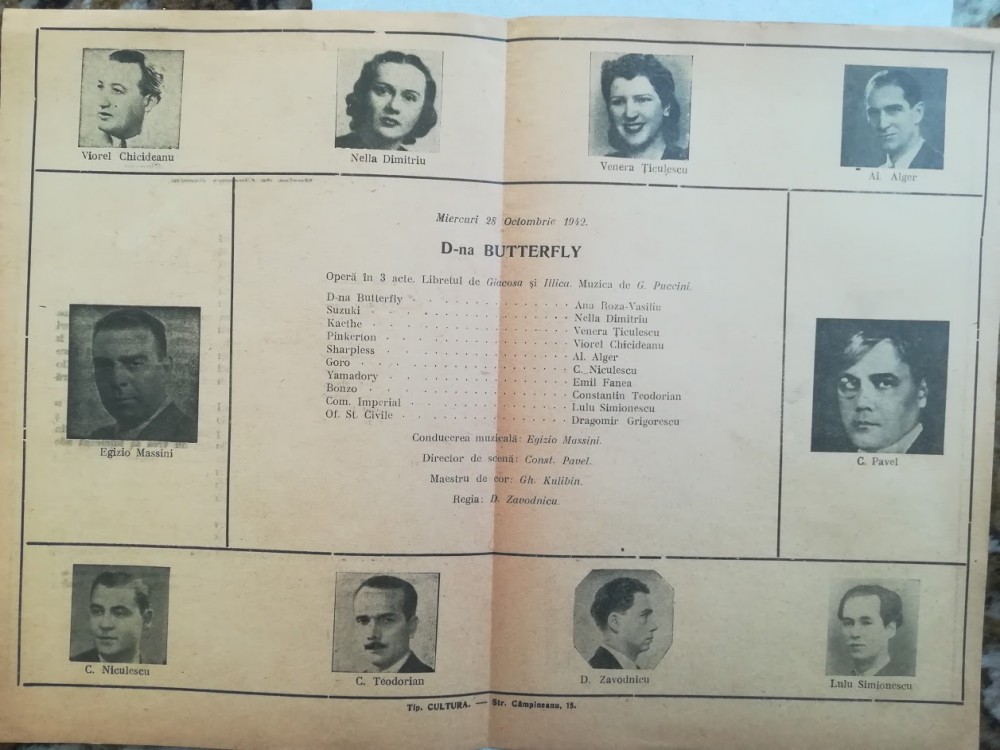 Viorel Chicideanu
Nella Dimitriu
Venera Țiculescu
Al. Alger
Miercuri 28 Octombrie 1942.
D-na BUTTERFLY
Operă în 3 acte. Libretul de Giacosa și Illica. Muzica de G. Puccini.
D-na Butterfly . . . . . . . . . . . Ana Roza-Vasiliu
Suzuki . . . . . . . . . . . Nella Dimitriu
Kaethe . . . . . . . . . . . Venera Țiculescu
Pinkerton . . . . . . . . . . . Viorel Chicideanu
Sharpless . . . . . . . . . . . Al. Alger
Goro . . . . . . . . . . . C. Niculescu
Yamadory . . . . . . . . . . . Emil Fanea
Bonzo . . . . . . . . . . . Constantin Teodorian
Com. Imperial . . . . . . . . . . . Lulu Simionescu
Of. St. Civile . . . . . . . . . . . Dragomir Grigorescu
Conducerea muzicală: Egizio Massini.
Director de scenă: Const. Pavel.
Maestru de cor: Gh. Kulibin.
Regia: D. Zavodnicu.
Egizio Massini
C. Pavel
C. Niculescu
C. Teodorian
D. Zavodnicu
Lulu Simionescu
Tip. CULTURA. — Str. Câmpineanu, 15.